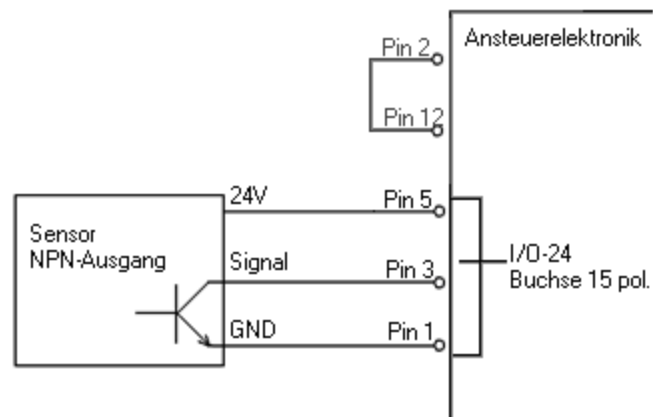 Ansteuerelektronik
Pin 2
Pin 12
24V
Pin 5
Sensor
NPN-Ausgang
Signal
Pin 3
I/O-24
Buchse 15 pol.
GND
Pin 1